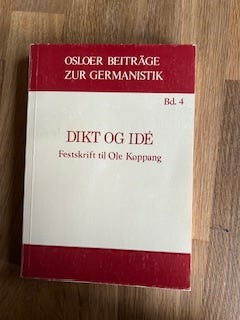 OSLOER BEITRÄGE
ZUR GERMANISTIK
Bd. 4
DIKT OG IDÉ
Festskrift til Ole Koppang